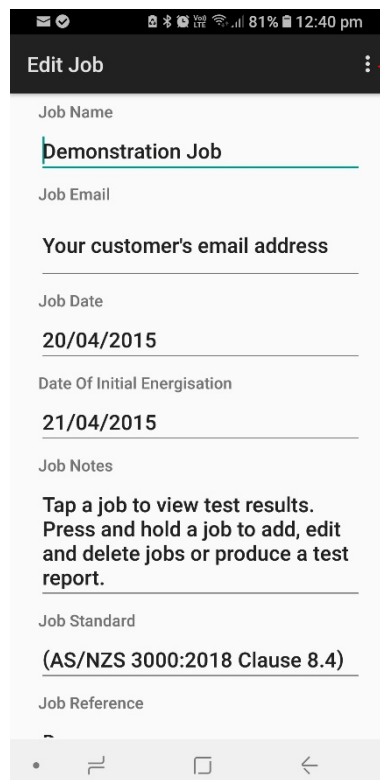 81% 12:40 pm
Edit Job
Job Name
Demonstration Job
Job Email
Your customer's email address
Job Date
20/04/2015
Date Of Initial Energisation
21/04/2015
Job Notes
Tap a job to view test results.
Press and hold a job to add, edit
and delete jobs or produce a test
report.
Job Standard
(AS/NZS 3000:2018 Clause 8.4)
Job Reference